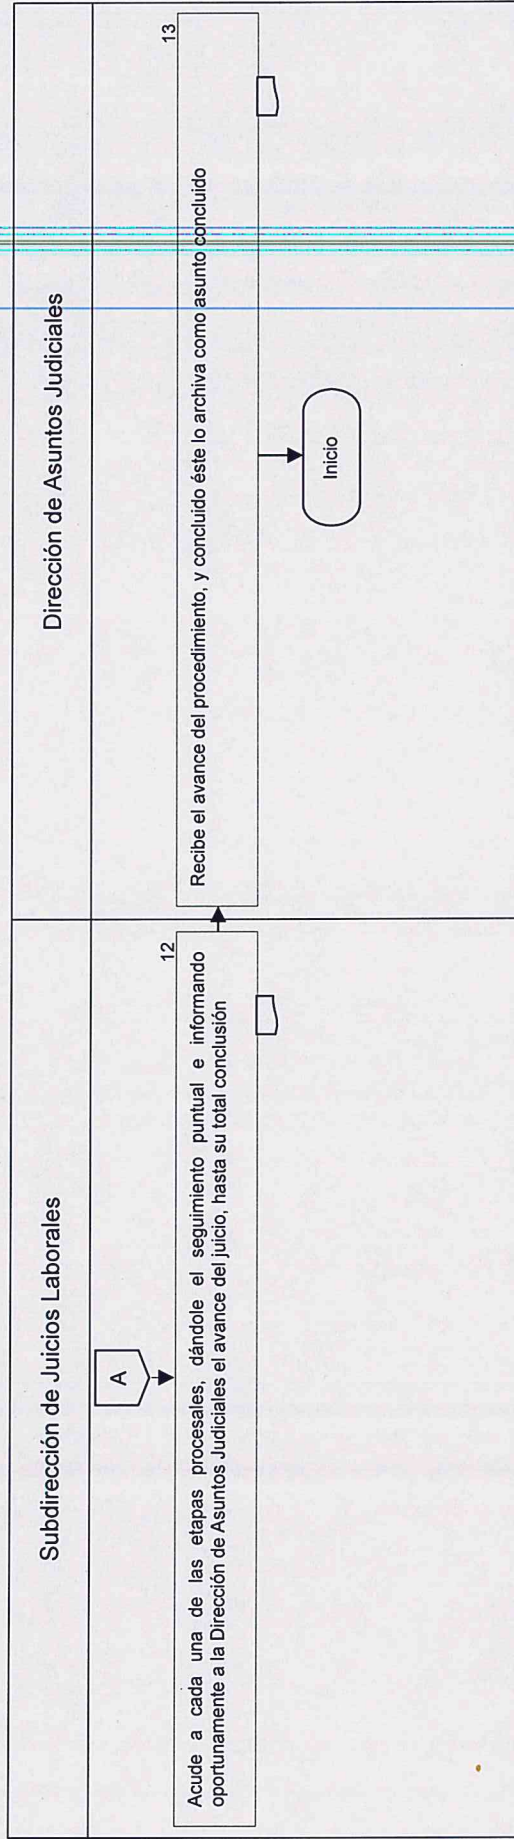 Subdirección de Juicios Laborales
Dirección de Asuntos Judiciales
A
12
Acude a cada una de las etapas procesales, dándole el seguimiento puntual e informando
oportunamente a la Dirección de Asuntos Judiciales el avance del juicio, hasta su total conclusión
13
Recibe el avance del procedimiento, y concluido éste lo archiva como asunto concluido
Inicio